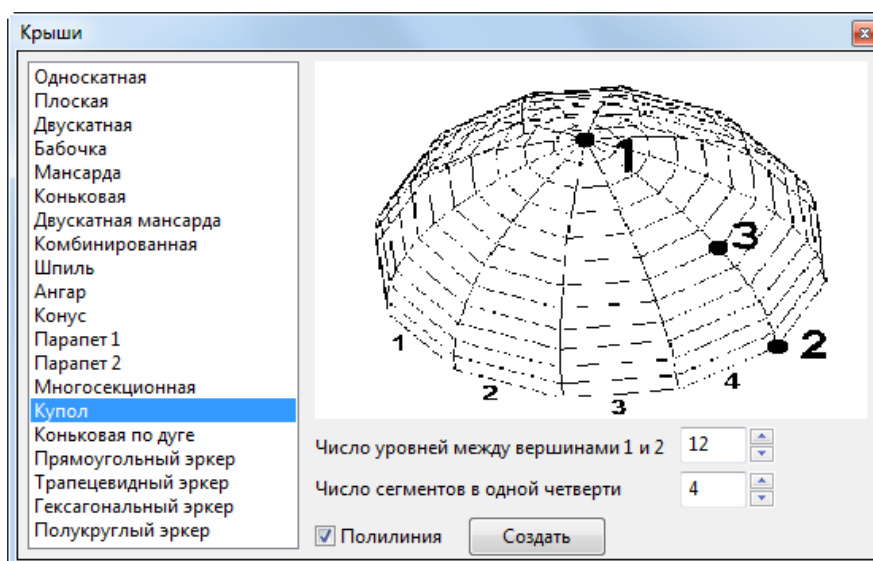 Крыши
Односкатная
Плоская
Двускатная
Бабочка
Мансарда
Коньковая
Двускатная мансарда
Комбинированная
Шпиль
Ангар
Конус
Парапет 1
Парапет 2
Многосекционная
Купол
Коньковая по дуге
Прямоугольный эркер
Трапецевидный эркер
Гексагональный эркер
Полукруглый эркер
1
3
2
1
2
3
4
Число уровней между вершинами 1 и 2 12
Число сегментов в одной четверти 4
Полилиния Создать